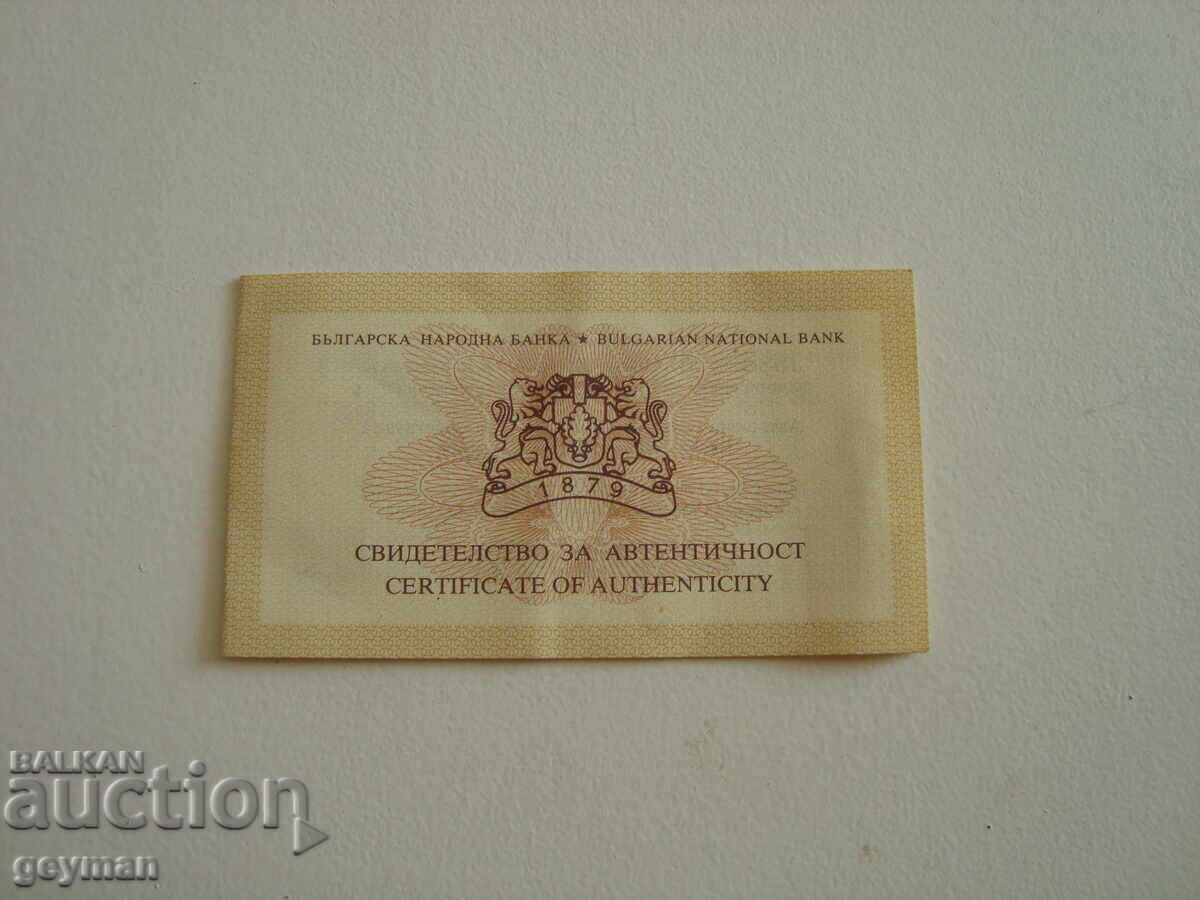 БЪЛГАРСКА НАРОДНА БАНКА ★ BULGARIAN NATIONAL BANK
1879
СВИДЕТЕЛСТВО ЗА АВТЕНТИЧНОСТ
CERTIFICATE OF AUTHENTICITY
BALKAN
auction
geyman